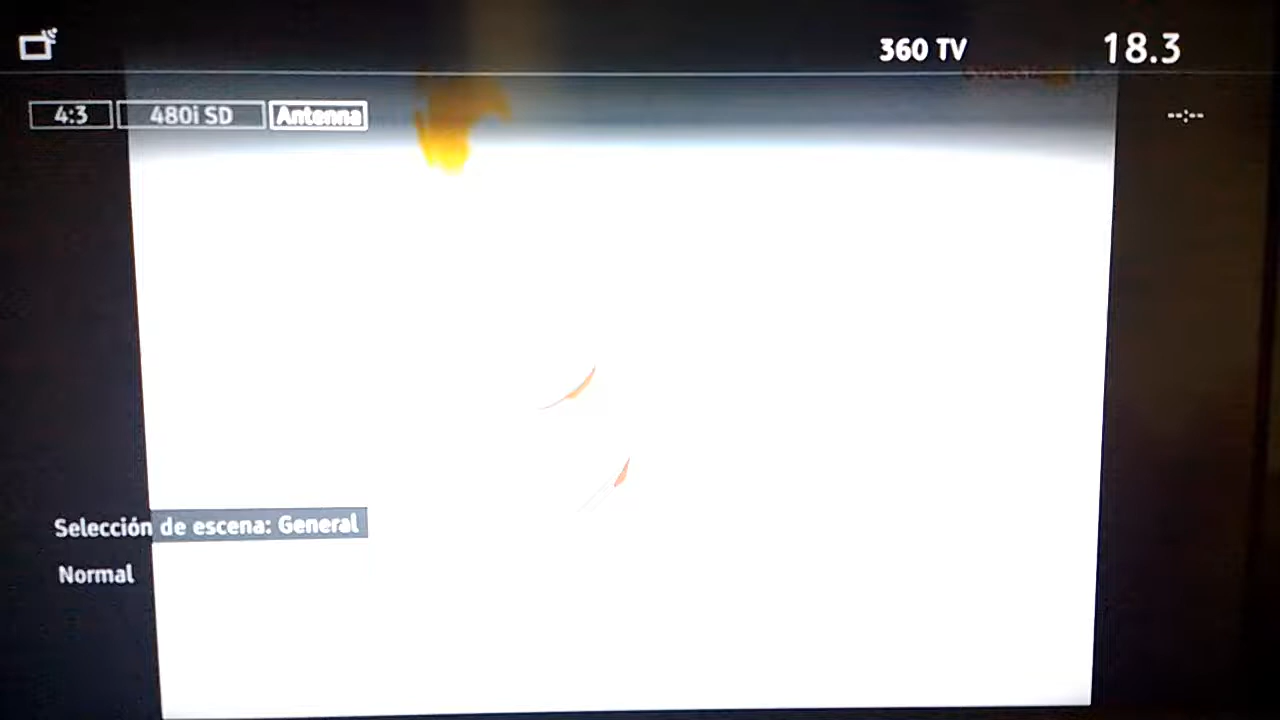 360 TV 18.3
4:3 480i SD Antenna --:--
Selección de escena: General
Normal